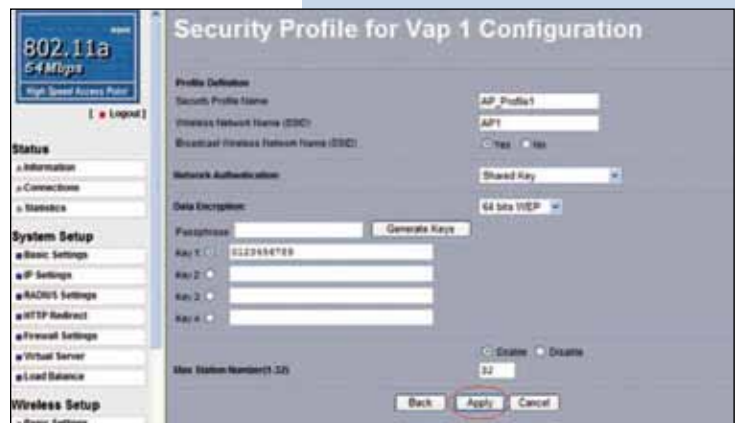 802.11a
54Mbps
High Speed Access Point
[ Logout ]
Status
Information
Connections
Statistics
System Setup
Basic Settings
IP Settings
RADIUS Settings
HTTP Redirect
Firewall Settings
Virtual Server
Load Balance
Wireless Setup
Basic Settings
Security Profile for Vap 1 Configuration
Profile Definition
Security Profile Name AP_Profile1
Wireless Network Name (SSID) AP1
Broadcast Wireless Network Name (SSID) Yes No
Network Authentication Shared Key
Data Encryption 64 bits WEP
Passphrase Generate Keys
Key 1 0123456789
Key 2
Key 3
Key 4
Enable Disable
Max Station Number(1-32) 32
Back Apply Cancel